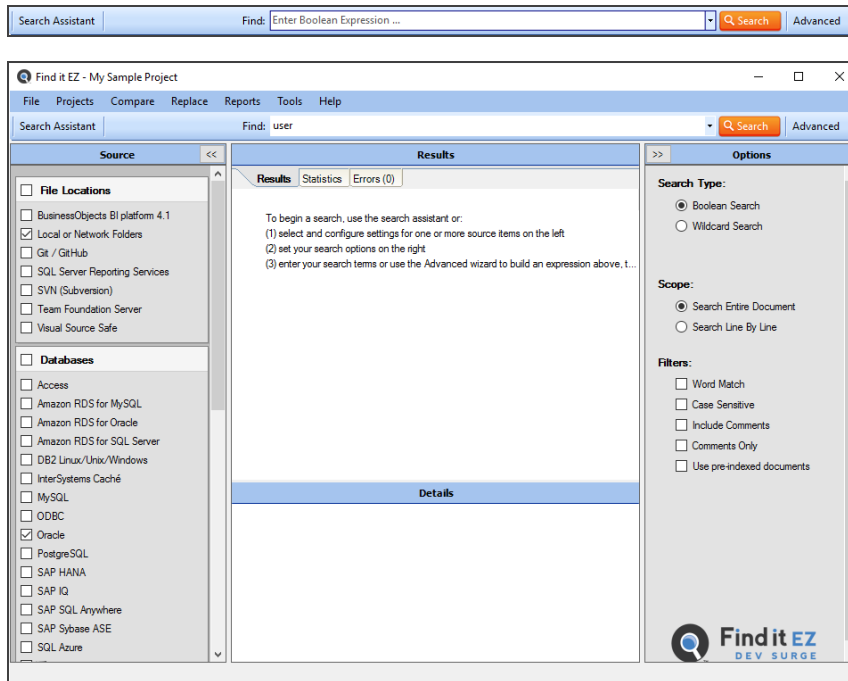 Search Assistant Find: Enter Boolean Expression ... Search Advanced
Find it EZ - My Sample Project
File Projects Compare Replace Reports Tools Help
Search Assistant Find: user Search Advanced
Source <<
File Locations
BusinessObjects BI platform 4.1
Local or Network Folders
Git / GitHub
SQL Server Reporting Services
SVN (Subversion)
Team Foundation Server
Visual Source Safe
Databases
Access
Amazon RDS for MySQL
Amazon RDS for Oracle
Amazon RDS for SQL Server
DB2 Linux/Unix/Windows
InterSystems Caché
MySQL
ODBC
Oracle
PostgreSQL
SAP HANA
SAP IQ
SAP SQL Anywhere
SAP Sybase ASE
SQL Azure
Results
Results Statistics Errors (0)
To begin a search, use the search assistant or:
(1) select and configure settings for one or more source items on the left
(2) set your search options on the right
(3) enter your search terms or use the Advanced wizard to build an expression above, t...
Details
>> Options
Search Type:
Boolean Search
Wildcard Search
Scope:
Search Entire Document
Search Line By Line
Filters:
Word Match
Case Sensitive
Include Comments
Comments Only
Use pre-indexed documents
Find it EZ
DEV SURGE